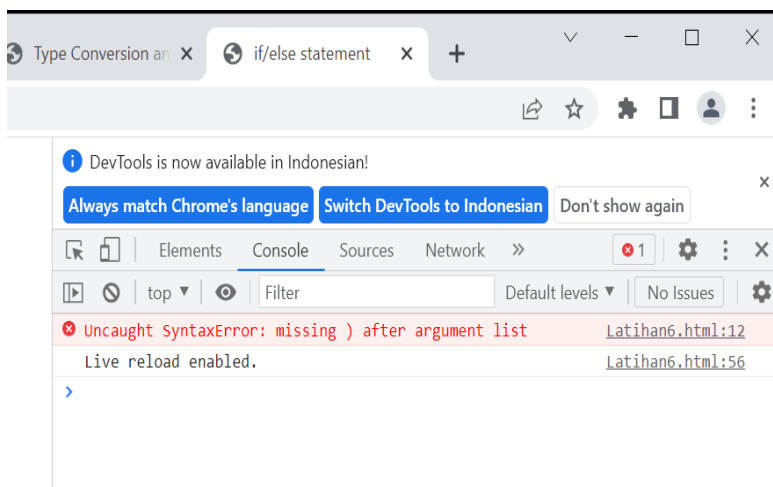 Type Conversion an
if/else statement
DevTools is now available in Indonesian!
Always match Chrome's language Switch DevTools to Indonesian Don't show again
Elements Console Sources Network » 1
top ▼ Filter Default levels ▼ No Issues
Uncaught SyntaxError: missing ) after argument list Latihan6.html:12
Live reload enabled. Latihan6.html:56